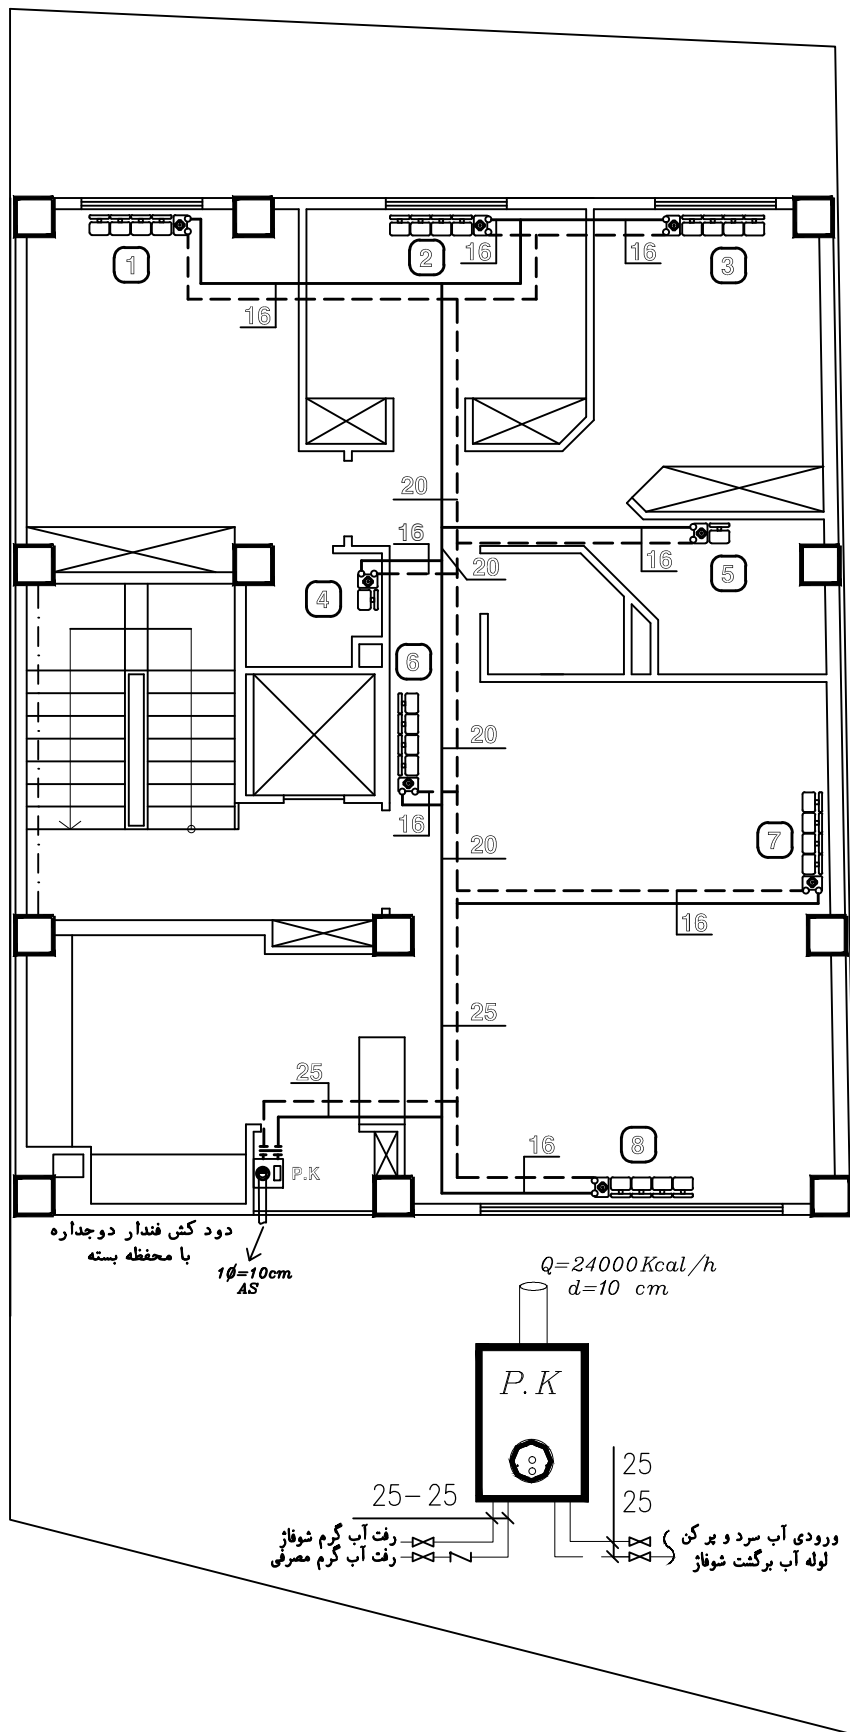 16
16
1
2
3
16
20
16
16
20
5
4
6
20
16
20
7
16
25
25
16
8
P.K
دود کش فندار دوجداره
با محفظه بسته
1Ø=10cm
AS
Q=24000Kcal/h
d=10 cm
P.K
25-25
25
25
رفت آب گرم شوفاژ
رفت آب گرم مصرفی
ورودی آب سرد و پر کن
لوله آب برگشت شوفاژ